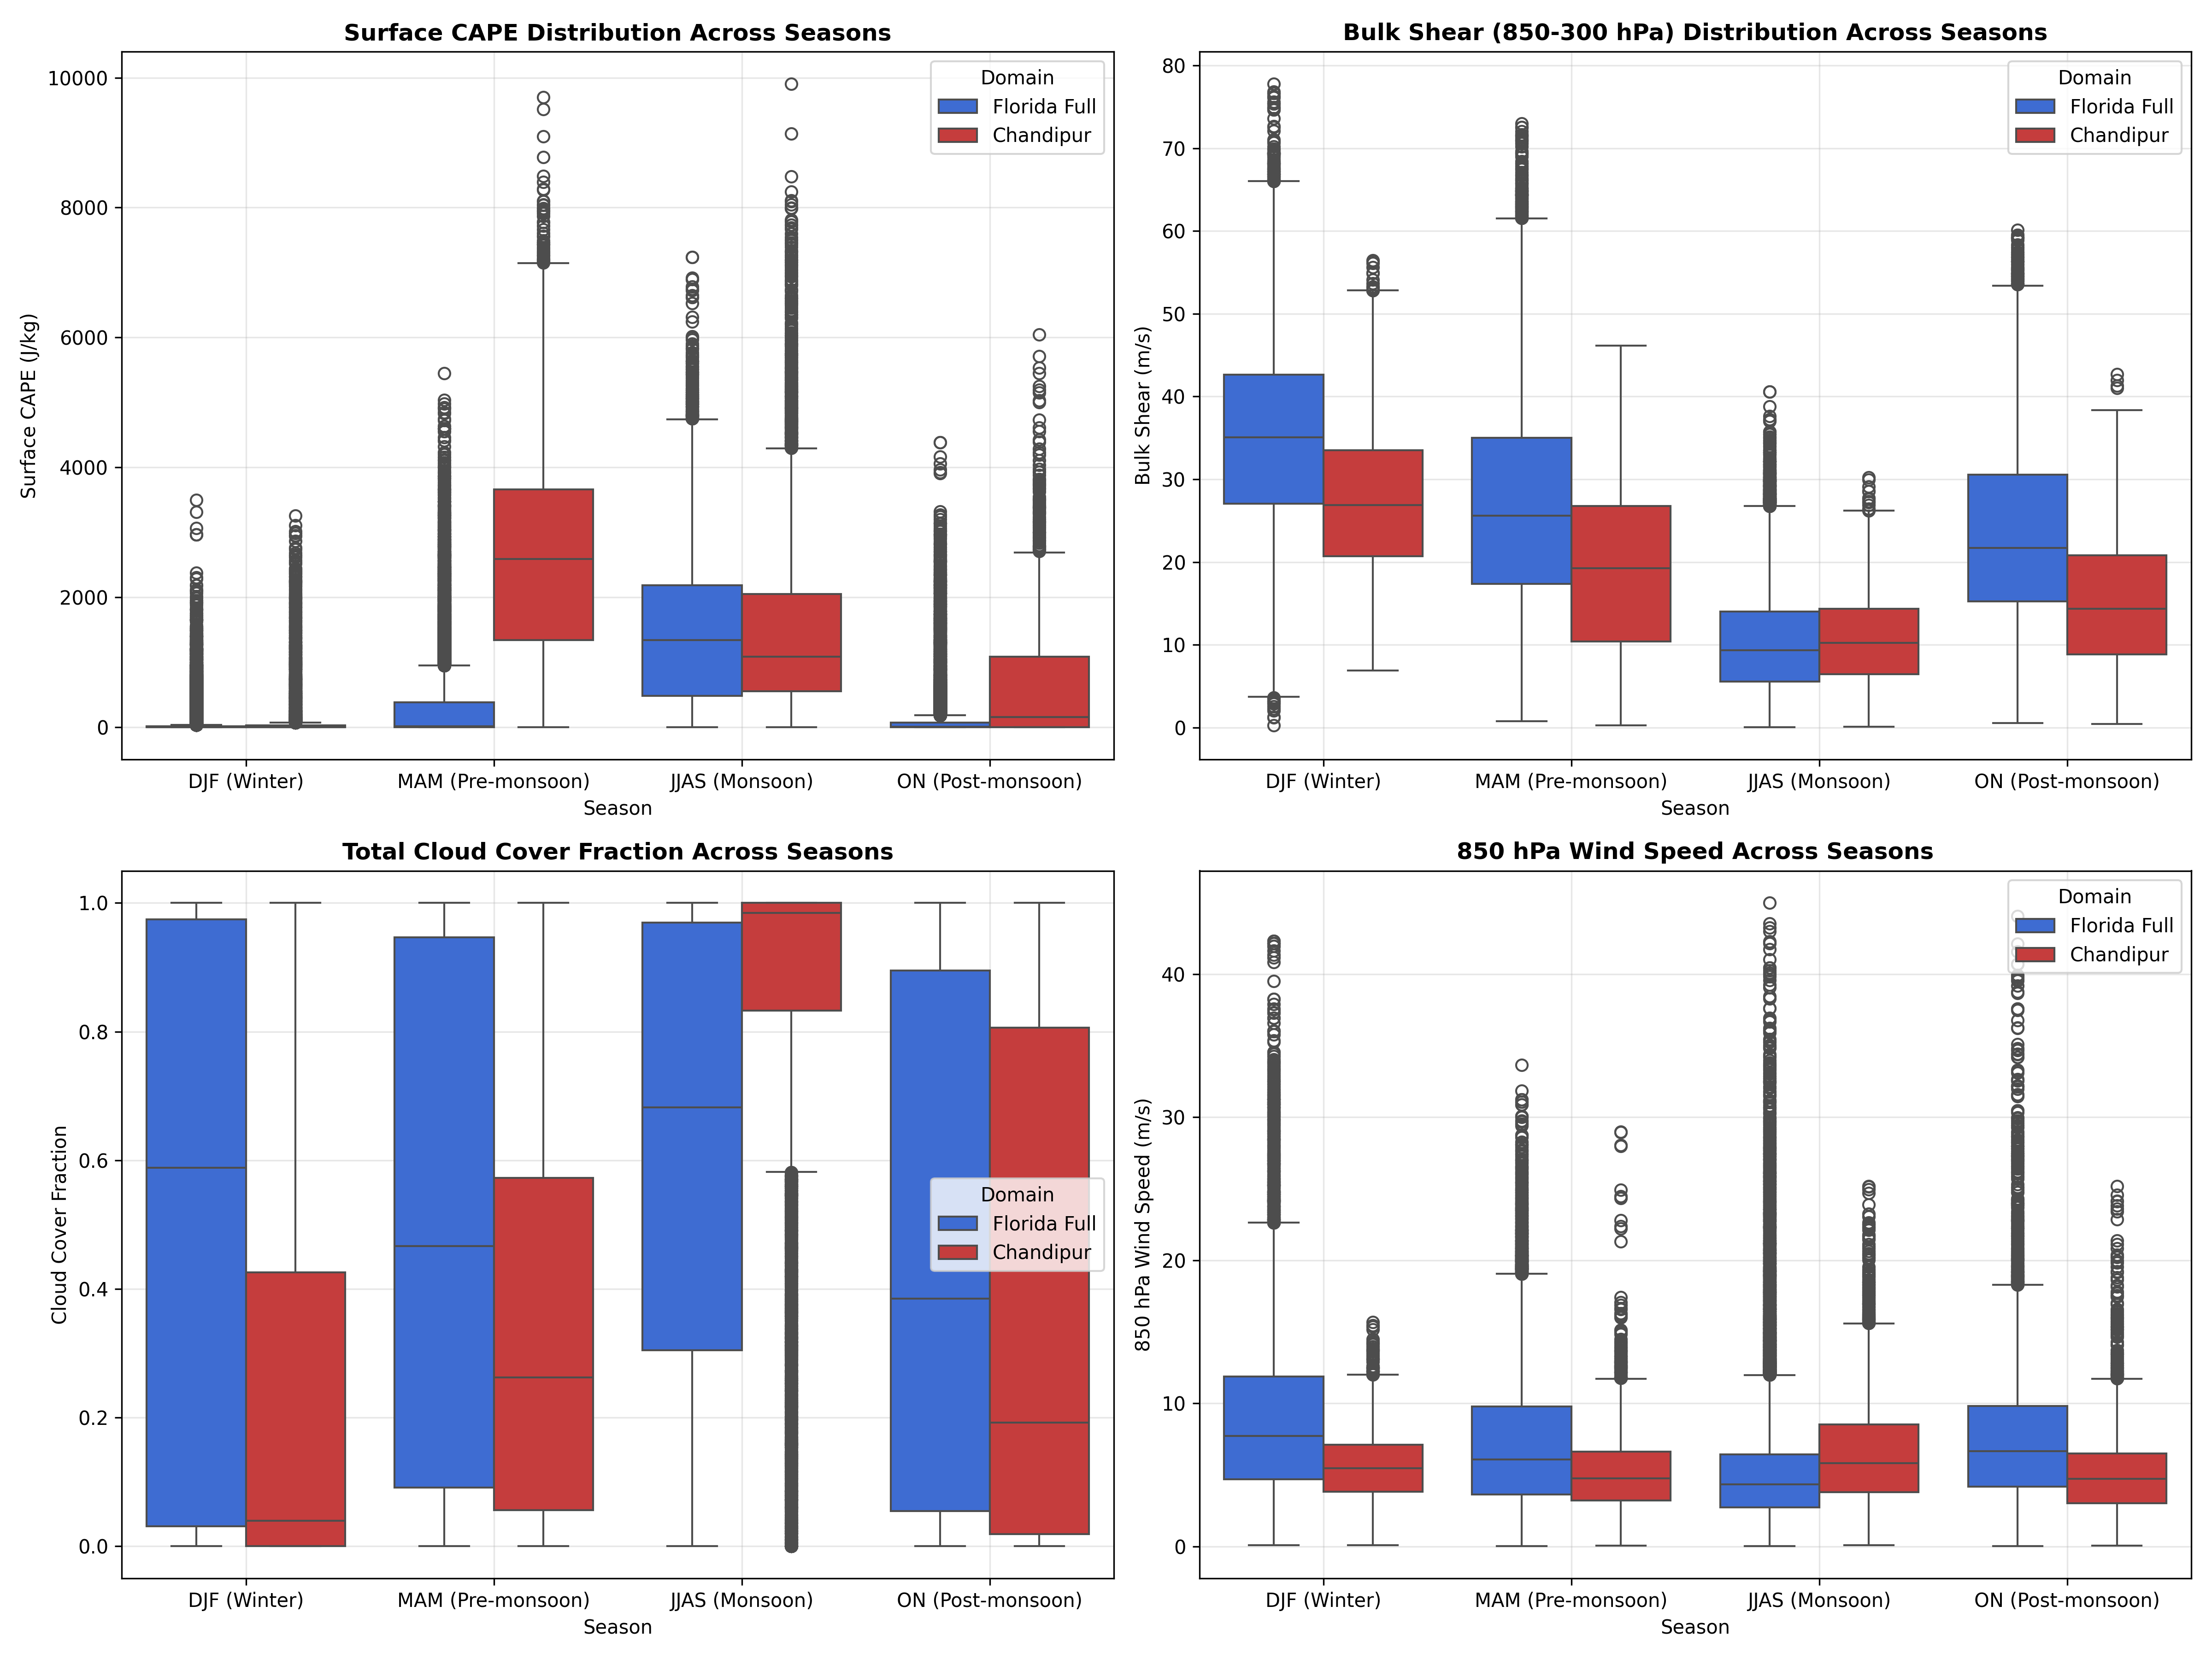 Surface CAPE Distribution Across Seasons
Surface CAPE (J/kg)
10000
8000
6000
4000
2000
0
Domain
Florida Full
Chandipur
DJF (Winter)
MAM (Pre-monsoon)
JJAS (Monsoon)
ON (Post-monsoon)
Season
Bulk Shear (850-300 hPa) Distribution Across Seasons
Bulk Shear (m/s)
80
70
60
50
40
30
20
10
0
Domain
Florida Full
Chandipur
DJF (Winter)
MAM (Pre-monsoon)
JJAS (Monsoon)
ON (Post-monsoon)
Season
Total Cloud Cover Fraction Across Seasons
Cloud Cover Fraction
1.0
0.8
0.6
0.4
0.2
0.0
Domain
Florida Full
Chandipur
DJF (Winter)
MAM (Pre-monsoon)
JJAS (Monsoon)
ON (Post-monsoon)
Season
850 hPa Wind Speed Across Seasons
850 hPa Wind Speed (m/s)
40
30
20
10
0
Domain
Florida Full
Chandipur
DJF (Winter)
MAM (Pre-monsoon)
JJAS (Monsoon)
ON (Post-monsoon)
Season